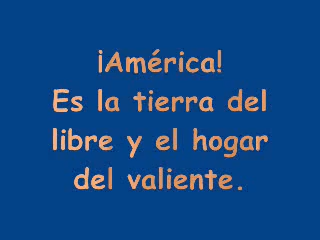 ¡América!
Es la tierra del
libre y el hogar
del valiente.